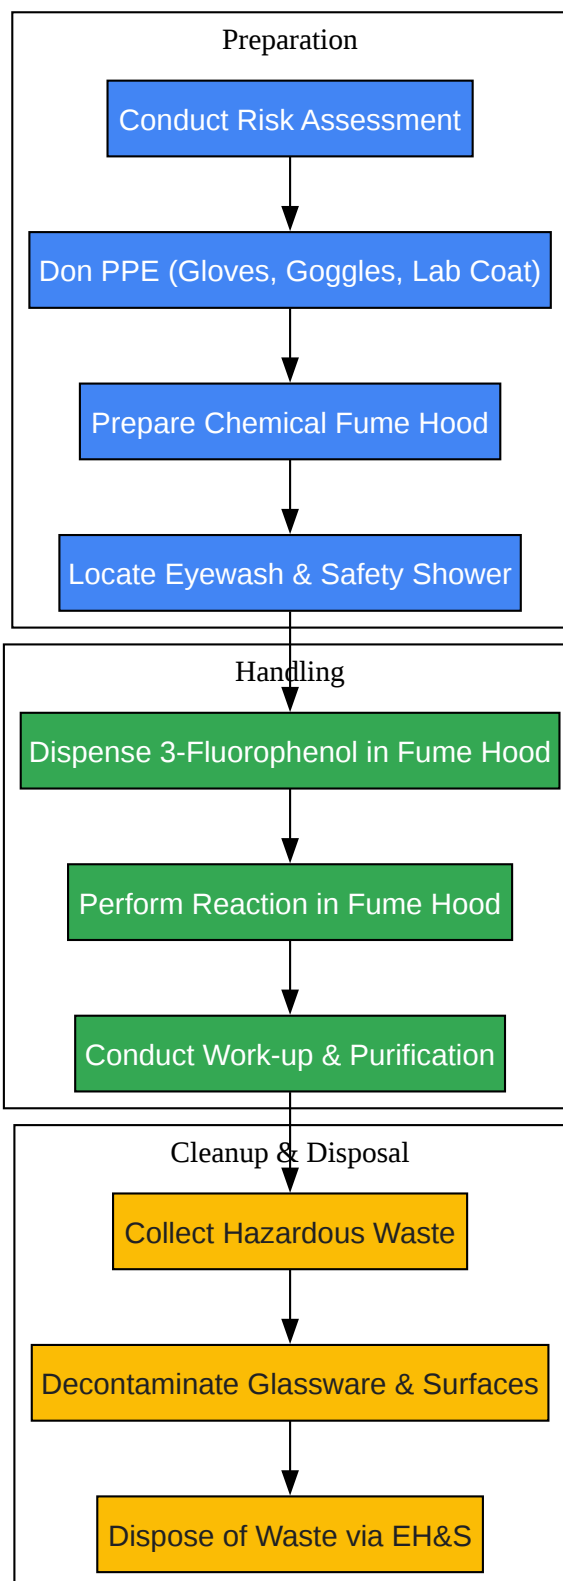 Preparation
Conduct Risk Assessment
Don PPE (Gloves, Goggles, Lab Coat)
Prepare Chemical Fume Hood
Locate Eyewash & Safety Shower
Handling
Dispense 3-Fluorophenol in Fume Hood
Perform Reaction in Fume Hood
Conduct Work-up & Purification
Cleanup & Disposal
Collect Hazardous Waste
Decontaminate Glassware & Surfaces
Dispose of Waste via EH&S